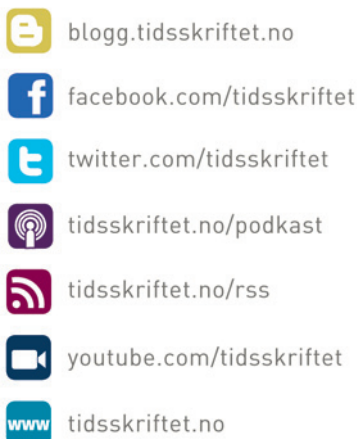 blogg.tidsskriftet.no
facebook.com/tidsskriftet
twitter.com/tidsskriftet
tidsskriftet.no/podkast
tidsskriftet.no/rss
youtube.com/tidsskriftet
www tidsskriftet.no